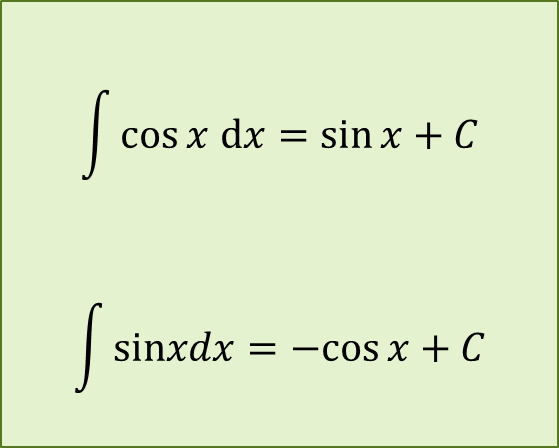 ∫ cos x dx = sin x + C
∫ sinxdx = −cos x + C